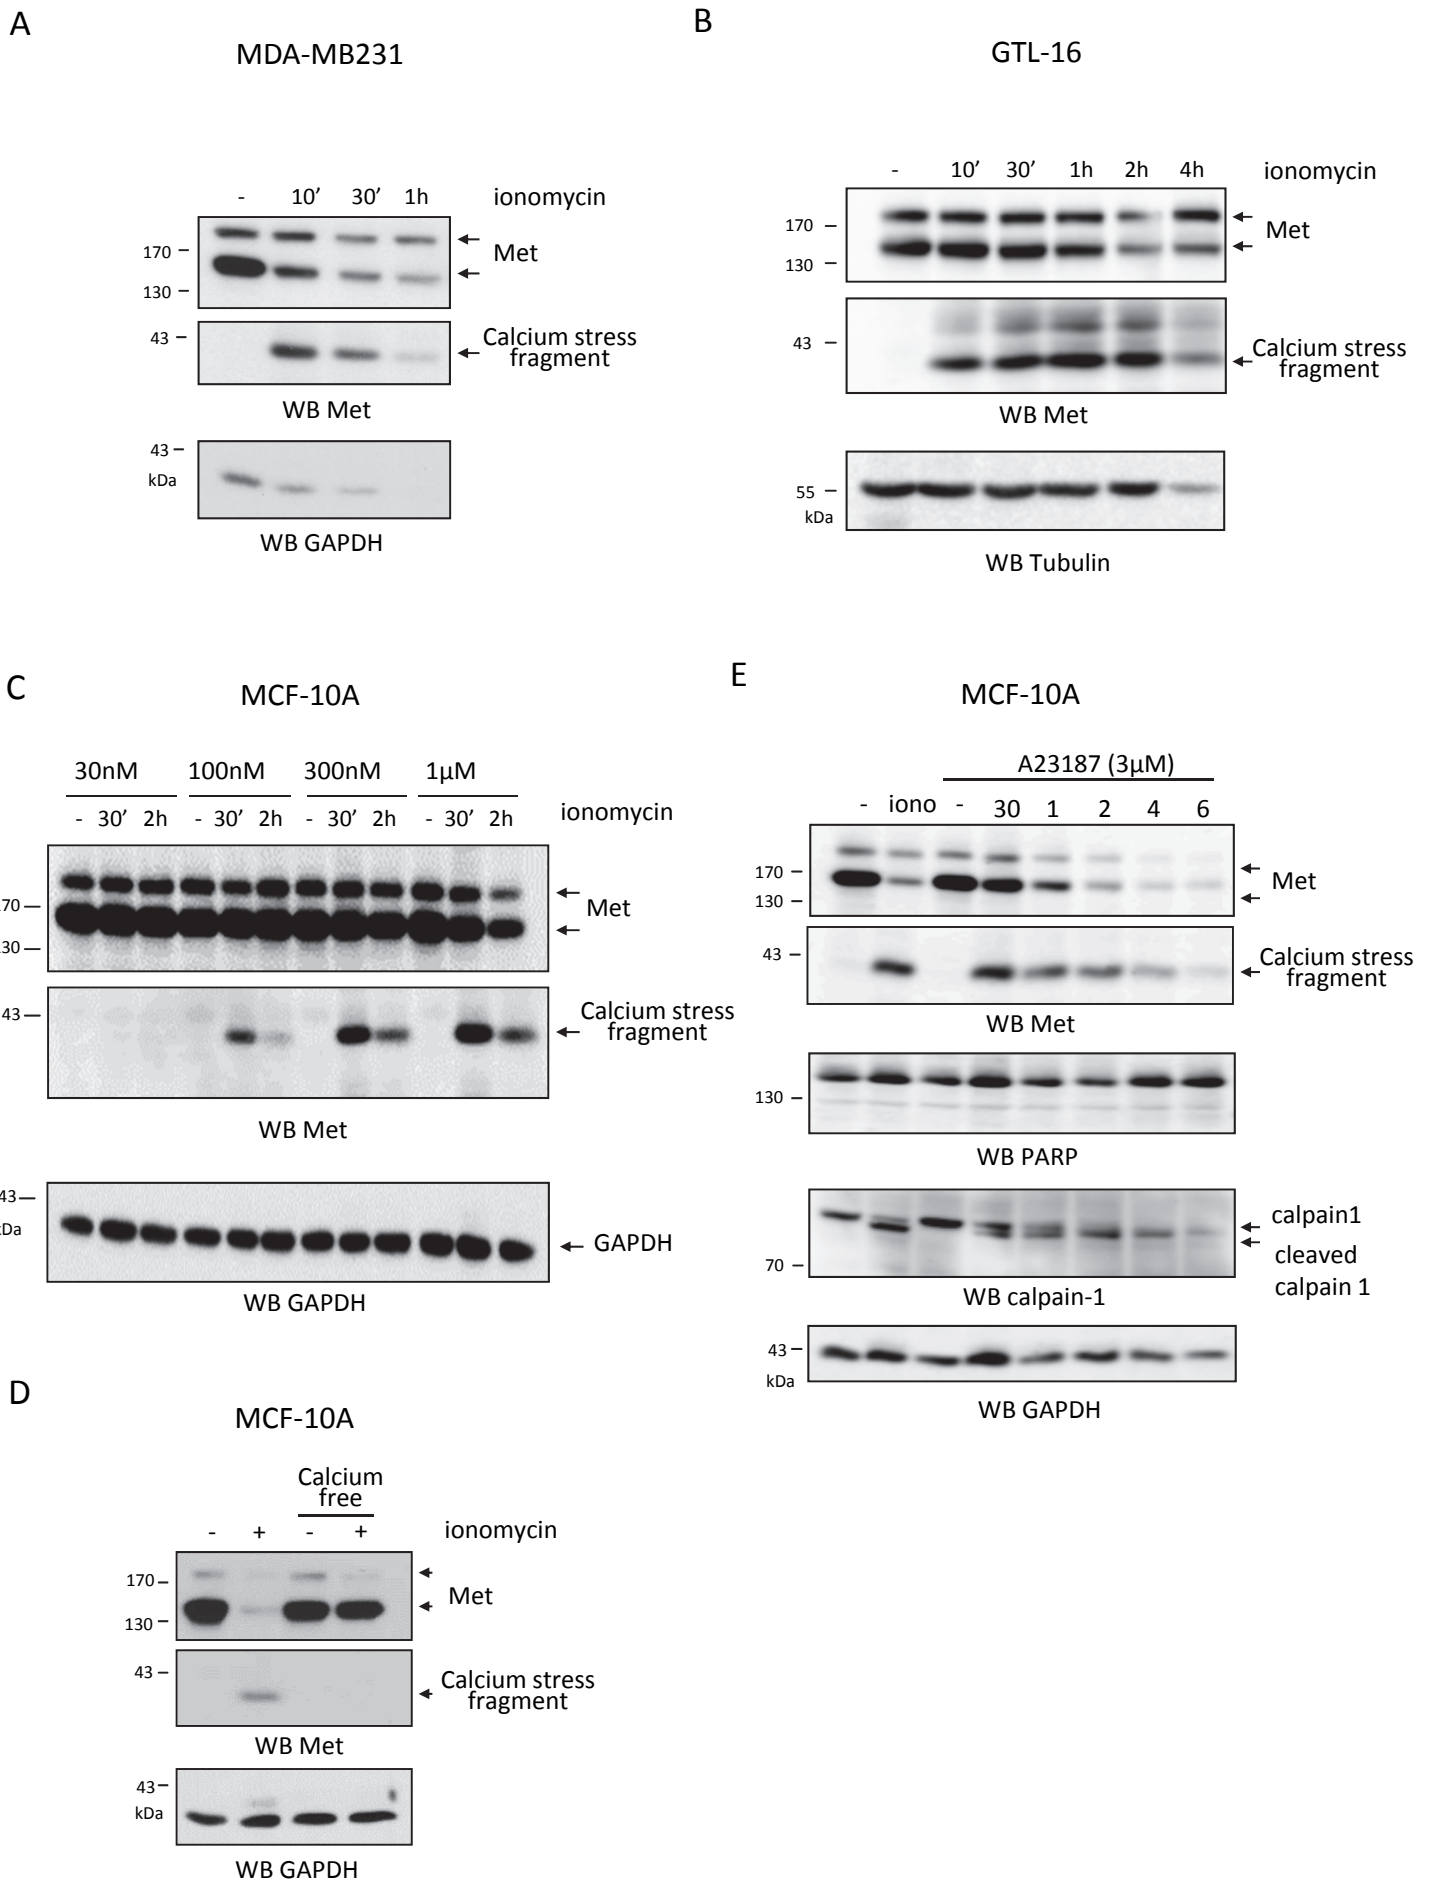 A
MDA-MB231
- 10’ 30’ 1h ionomycin
170
130
Met
43
Calcium stress
fragment
WB Met
43
kDa
WB GAPDH
B
GTL-16
- 10’ 30’ 1h 2h 4h ionomycin
170
130
Met
43
Calcium stress
fragment
WB Met
55
kDa
WB Tubulin
C
MCF-10A
30nM 100nM 300nM 1µM
- 30’ 2h - 30’ 2h - 30’ 2h - 30’ 2h ionomycin
70
30
Met
43
Calcium stress
fragment
WB Met
43
Da
GAPDH
WB GAPDH
D
MCF-10A
Calcium
free
- + - + ionomycin
170
130
Met
43
Calcium stress
fragment
WB Met
43
kDa
WB GAPDH
E
MCF-10A
A23187 (3µM)
- iono - 30 1 2 4 6
170
130
Met
43
Calcium stress
fragment
WB Met
130
WB PARP
calpain1
cleaved
calpain 1
70
WB calpain-1
43
kDa
WB GAPDH